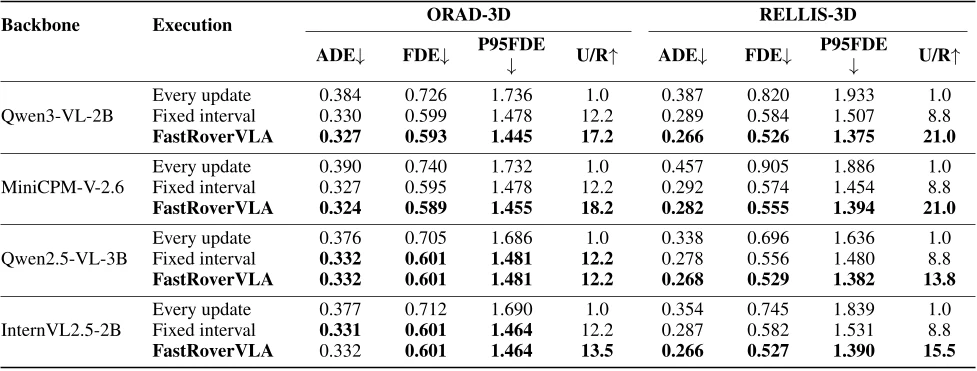 Backbone Execution ORAD-3D RELLIS-3D
ADE↓ FDE↓ P95FDE↓ U/R↑ ADE↓ FDE↓ P95FDE↓ U/R↑
Every update 0.384 0.726 1.736 1.0 0.387 0.820 1.933 1.0
Qwen3-VL-2B Fixed interval 0.330 0.599 1.478 12.2 0.289 0.584 1.507 8.8
FastRoverVLA 0.327 0.593 1.445 17.2 0.266 0.526 1.375 21.0
Every update 0.390 0.740 1.732 1.0 0.457 0.905 1.886 1.0
MiniCPM-V-2.6 Fixed interval 0.327 0.595 1.478 12.2 0.292 0.574 1.454 8.8
FastRoverVLA 0.324 0.589 1.455 18.2 0.282 0.555 1.394 21.0
Every update 0.376 0.705 1.686 1.0 0.338 0.696 1.636 1.0
Qwen2.5-VL-3B Fixed interval 0.332 0.601 1.481 12.2 0.278 0.556 1.480 8.8
FastRoverVLA 0.332 0.601 1.481 12.2 0.268 0.529 1.382 13.8
Every update 0.377 0.712 1.690 1.0 0.354 0.745 1.839 1.0
InternVL2.5-2B Fixed interval 0.331 0.601 1.464 12.2 0.287 0.582 1.531 8.8
FastRoverVLA 0.332 0.601 1.464 13.5 0.266 0.527 1.390 15.5